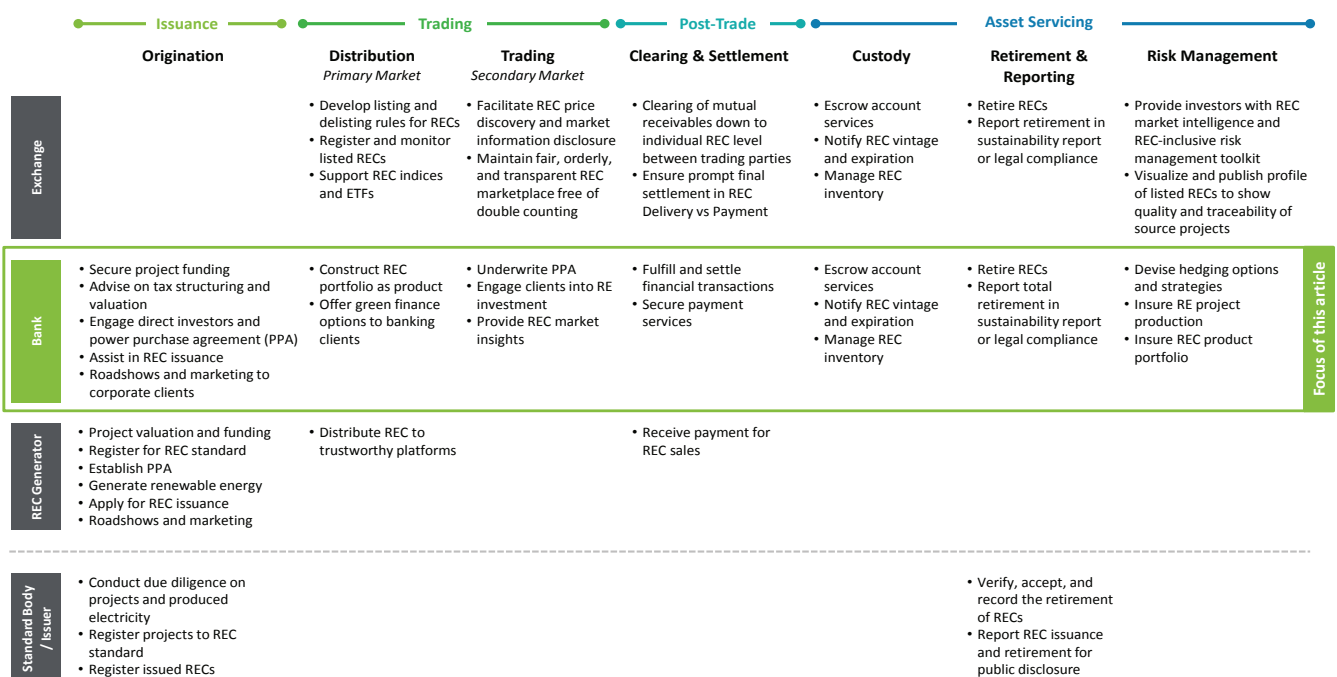 Issuance
Trading
Post-Trade
Asset Servicing
Origination
Distribution
Primary Market
Trading
Secondary Market
Clearing & Settlement
Custody
Retirement &
Reporting
Risk Management
Exchange
• Develop listing and
delisting rules for RECs
• Register and monitor
listed RECs
• Support REC indices
and ETFs
• Facilitate REC price
discovery and market
information disclosure
• Maintain fair, orderly,
and transparent REC
marketplace free of
double counting
• Clearing of mutual
receivables down to
individual REC level
between trading parties
• Ensure prompt final
settlement in REC
Delivery vs Payment
• Escrow account
services
• Notify REC vintage
and expiration
• Manage REC
inventory
• Retire RECs
• Report retirement in
sustainability report
or legal compliance
• Provide investors with REC
market intelligence and
REC-inclusive risk
management toolkit
• Visualize and publish profile
of listed RECs to show
quality and traceability of
source projects
Bank
• Secure project funding
• Advise on tax structuring and
valuation
• Engage direct investors and
power purchase agreement (PPA)
• Assist in REC issuance
• Roadshows and marketing to
corporate clients
• Construct REC
portfolio as product
• Offer green finance
options to banking
clients
• Underwrite PPA
• Engage clients into RE
investment
• Provide REC market
insights
• Fulfill and settle
financial transactions
• Secure payment
services
• Escrow account
services
• Notify REC vintage
and expiration
• Manage REC
inventory
• Retire RECs
• Report total
retirement in
sustainability report
or legal compliance
• Devise hedging options
and strategies
• Insure RE project
production
• Insure REC product
portfolio
Focus of this article
REC Generator
• Project valuation and funding
• Register for REC standard
• Establish PPA
• Generate renewable energy
• Apply for REC issuance
• Roadshows and marketing
• Distribute REC to
trustworthy platforms
• Receive payment for
REC sales
Standard Body
/ Issuer
• Conduct due diligence on
projects and produced
electricity
• Register projects to REC
standard
• Register issued RECs
• Verify, accept, and
record the retirement
of RECs
• Report REC issuance
and retirement for
public disclosure